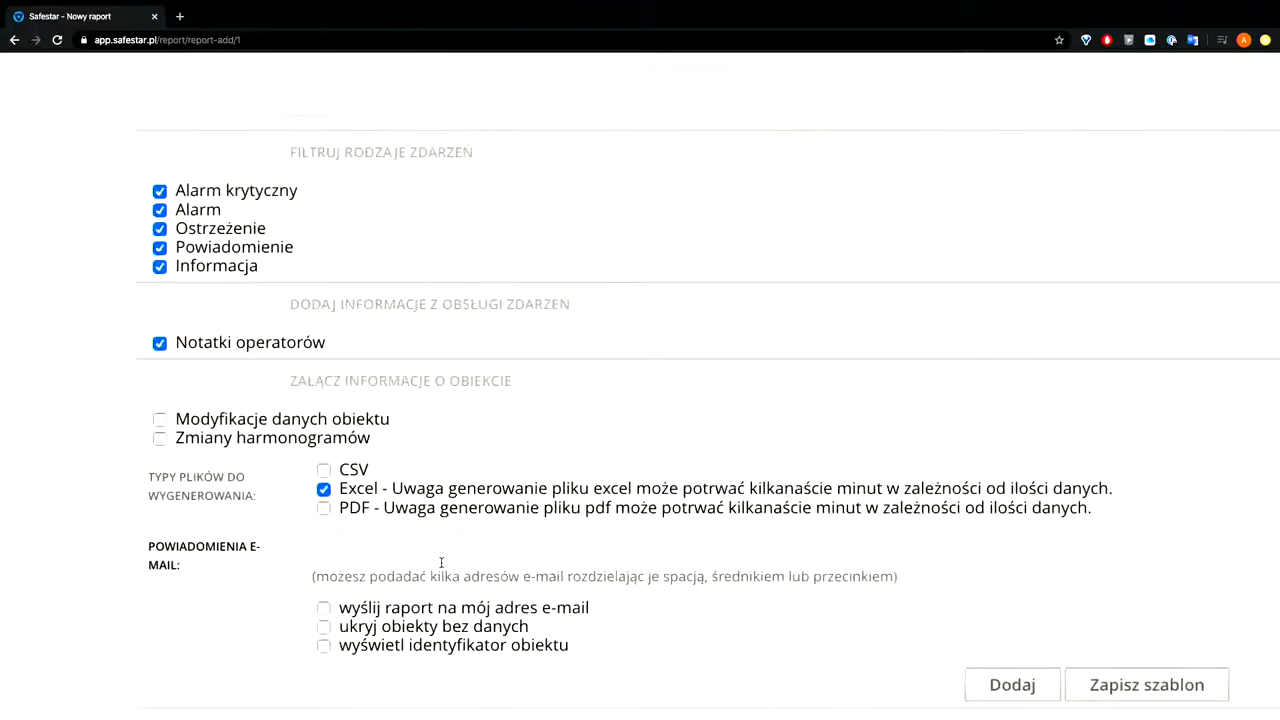 Safestar - Nowy raport
app.safestar.pl/report/report-add/1
A
FILTRUJ RODZAJE ZDARZEŃ
Alarm krytyczny
Alarm
Ostrzeżenie
Powiadomienie
Informacja
DODAJ INFORMACJE Z OBSŁUGI ZDARZEŃ
Notatki operatorów
ZAŁĄCZ INFORMACJE O OBIEKCIE
Modyfikacje danych obiektu
Zmiany harmonogramów
TYPY PLIKÓW DO
WYGENEROWANIA:
CSV
Excel - Uwaga generowanie pliku excel może potrwać kilkanaście minut w zależności od ilości danych.
PDF - Uwaga generowanie pliku pdf może potrwać kilkanaście minut w zależności od ilości danych.
POWIADOMIENIA E-
MAIL:
(możesz podadać kilka adresów e-mail rozdzielając je spacją, średnikiem lub przecinkiem)
wyślij raport na mój adres e-mail
ukryj obiekty bez danych
wyświetl identyfikator obiektu
Dodaj
Zapisz szablon